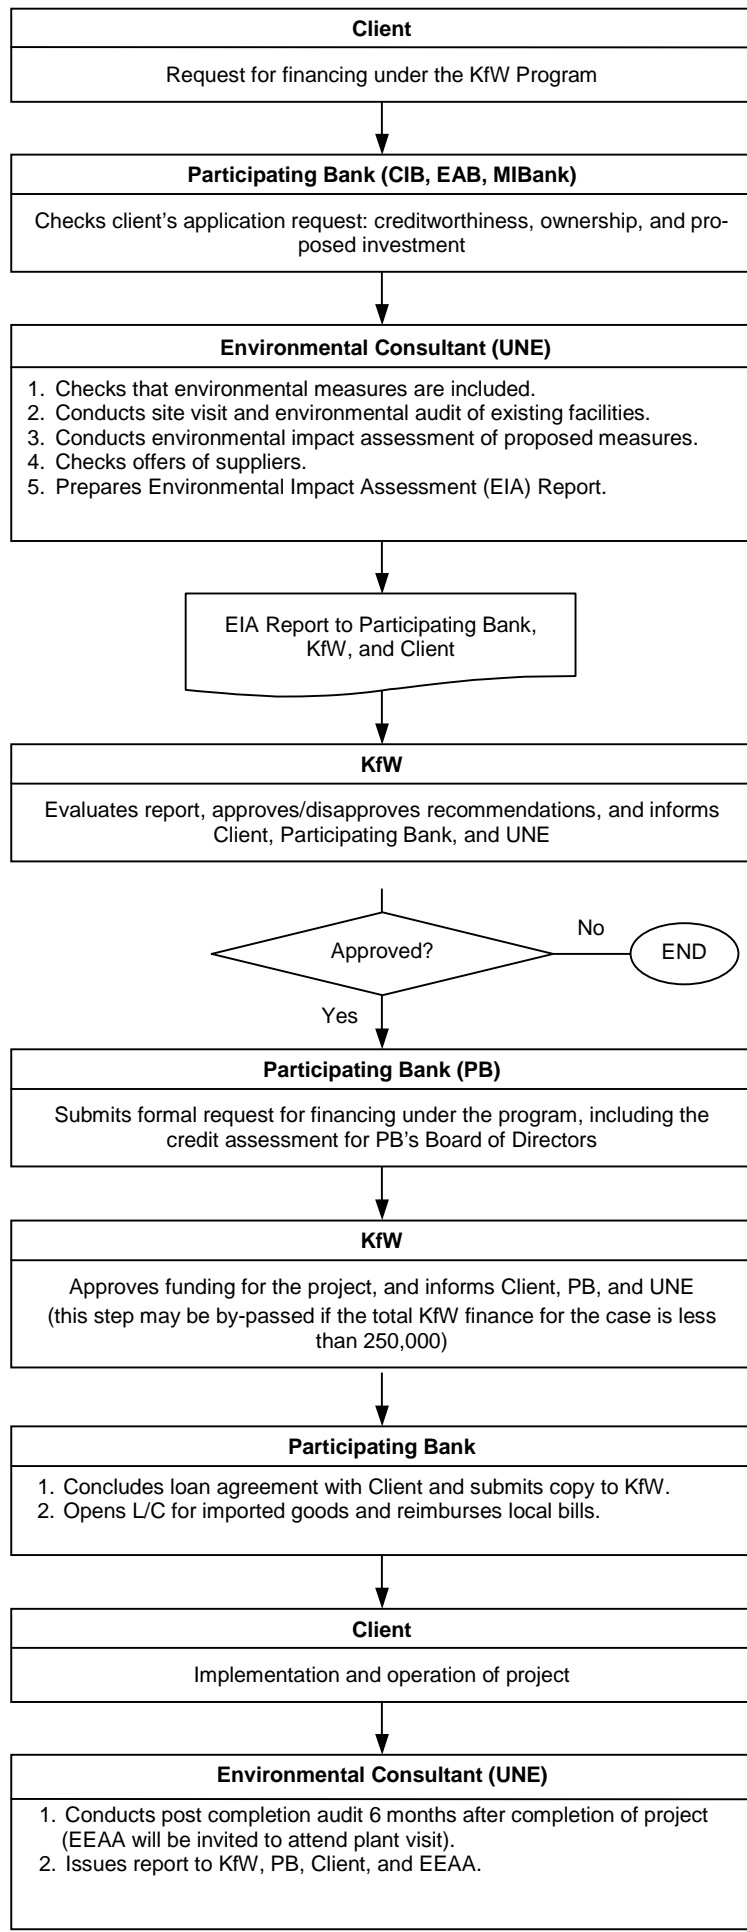 Client
Request for financing under the KfW Program
Participating Bank (CIB, EAB, MIBank)
Checks client's application request: creditworthiness, ownership, and pro-
posed investment
Environmental Consultant (UNE)
1. Checks that environmental measures are included.
2. Conducts site visit and environmental audit of existing facilities.
3. Conducts environmental impact assessment of proposed measures.
4. Checks offers of suppliers.
5. Prepares Environmental Impact Assessment (EIA) Report.
EIA Report to Participating Bank,
KfW, and Client
KfW
Evaluates report, approves/disapproves recommendations, and informs
Client, Participating Bank, and UNE
Approved?
No
END
Yes
Participating Bank (PB)
Submits formal request for financing under the program, including the
credit assessment for PB's Board of Directors
KfW
Approves funding for the project, and informs Client, PB, and UNE
(this step may be by-passed if the total KfW finance for the case is less
than 250,000)
Participating Bank
1. Concludes loan agreement with Client and submits copy to KfW.
2. Opens L/C for imported goods and reimburses local bills.
Client
Implementation and operation of project
Environmental Consultant (UNE)
1. Conducts post completion audit 6 months after completion of project
(EEAA will be invited to attend plant visit).
2. Issues report to KfW, PB, Client, and EEAA.